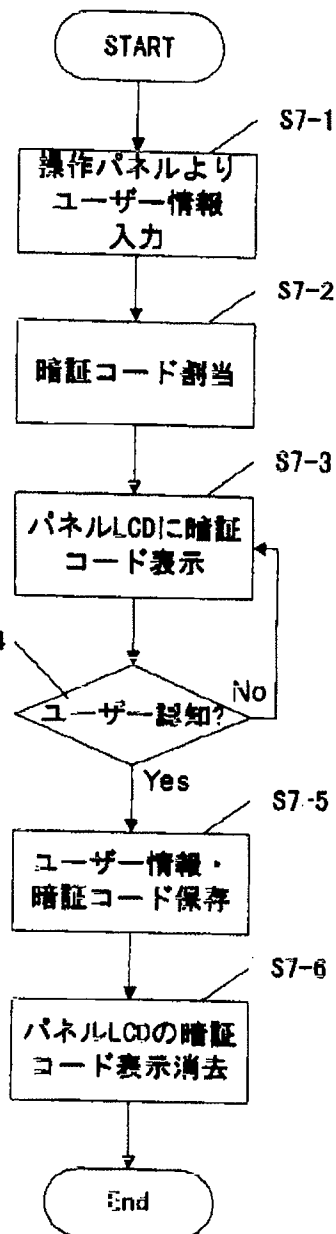 START
S7-1
操作パネルより
ユーザー情報
入力
S7-2
暗証コード割当
S7-3
パネルLCDに暗証
コード表示
4
ユーザー認知?
No
Yes
S7-5
ユーザー情報・
暗証コード保存
S7-6
パネルLCDの暗証
コード表示消去
End